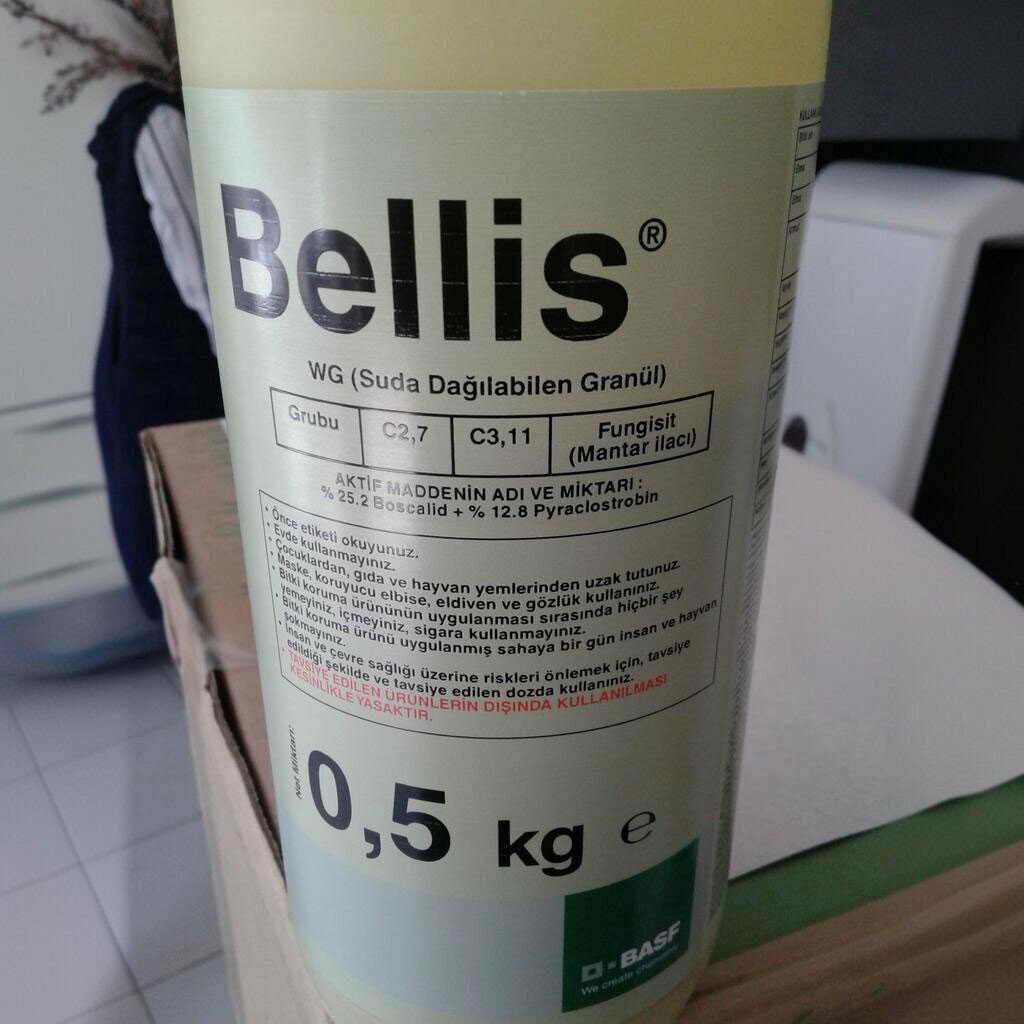 Bellis®
WG (Suda Dağılabilen Granül)
Grubu C2,7 C3,11 Fungisit
(Mantar ilacı)
AKTİF MADDENİN ADI VE MİKTARI :
% 25.2 Boscalid + % 12.8 Pyraclostrobin
• Önce etiketi okuyunuz.
• Evde kullanmayınız.
• Çocuklardan, gıda ve hayvan yemlerinden uzak tutunuz.
• Maske, koruyucu elbise, eldiven ve gözlük kullanınız.
• Bitki koruma ürününün uygulanması sırasında hiçbir şey
yemeyiniz, içmeyiniz, sigara kullanmayınız.
• Bitki koruma ürünü uygulanmış sahaya bir gün insan ve hayvan
sokmayınız.
• İnsan ve çevre sağlığı üzerine riskleri önlemek için, tavsiye
edildiği şekilde ve tavsiye edilen dozda kullanınız.
• TAVSİYE EDİLEN ÜRÜNLERİN DIŞINDA KULLANILMASI
KESİNLİKLE YASAKTIR.
Net Miktarı:
0,5 kg e
BASF
We create chemistry
Bitki adı
Elma
Elma
Armut